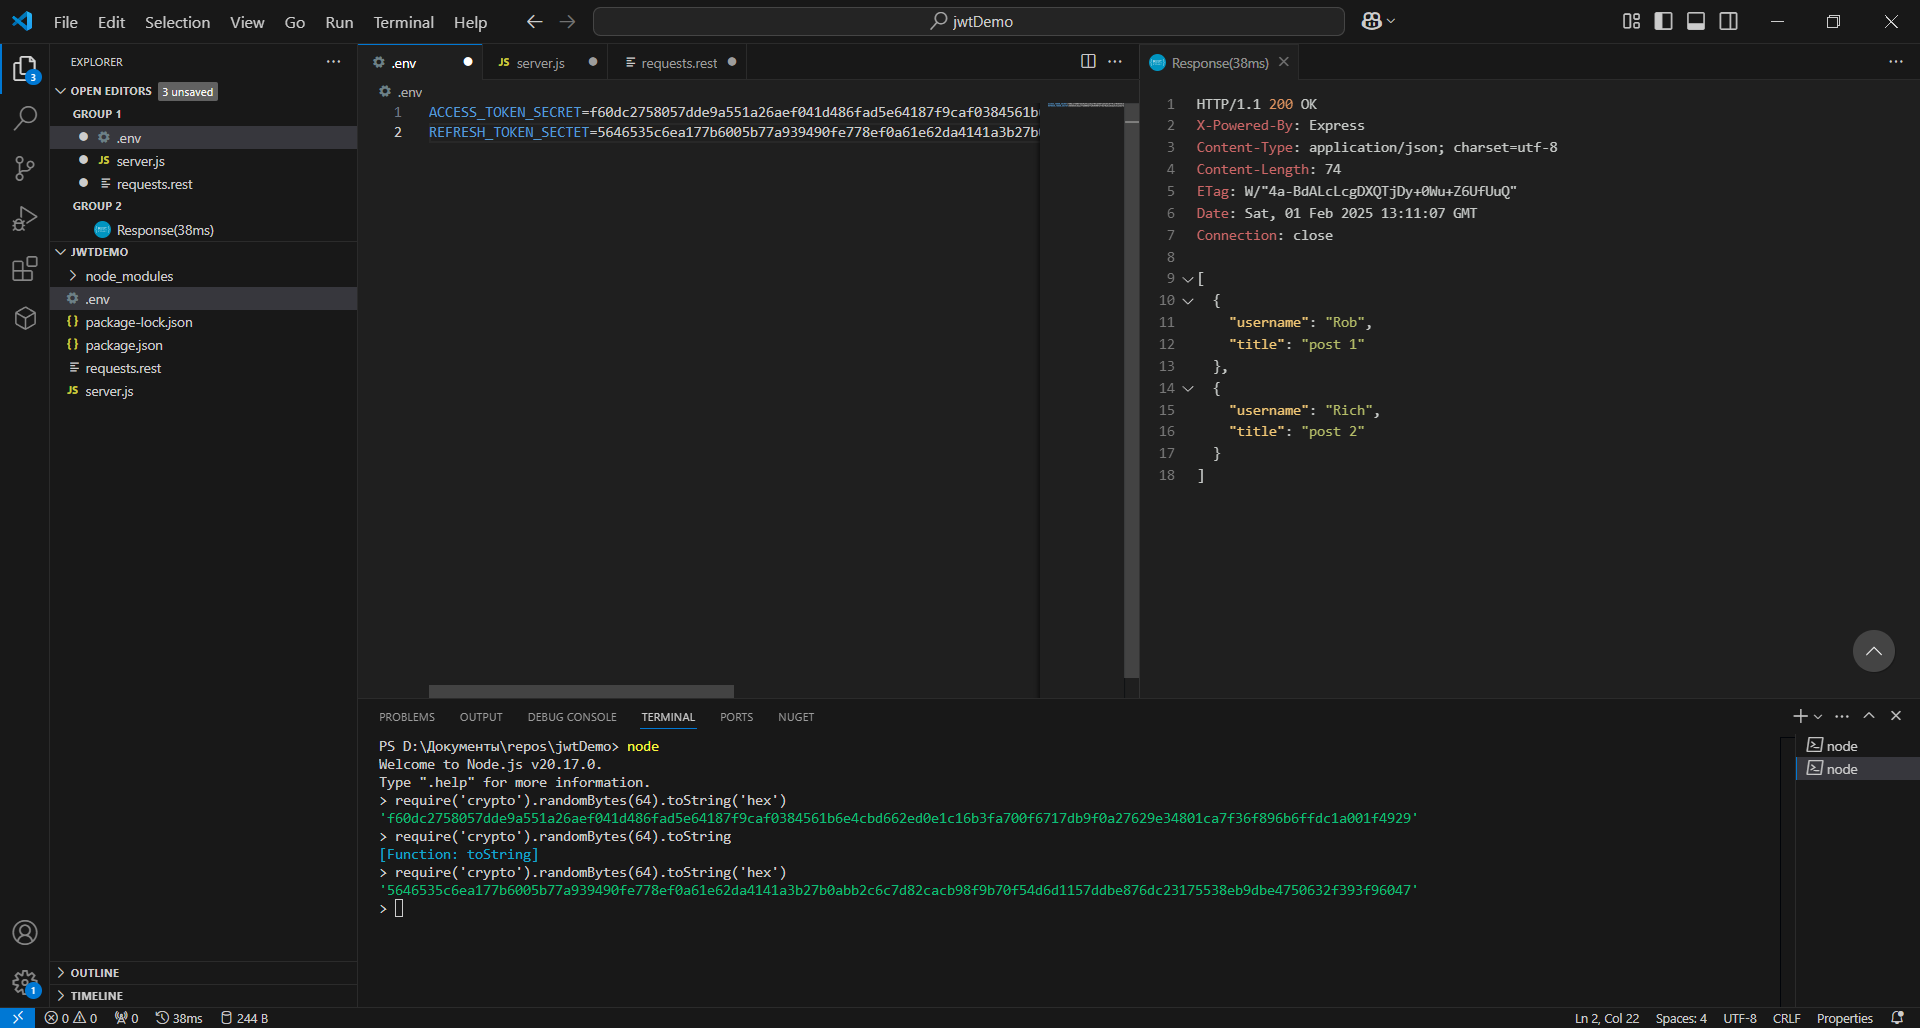 File Edit Selection View Go Run Terminal Help
jwtDemo
EXPLORER
OPEN EDITORS 3 unsaved
GROUP 1
.env
JS server.js
requests.rest
GROUP 2
Response(38ms)
JWTDEMO
node_modules
.env
{} package-lock.json
{} package.json
requests.rest
JS server.js
OUTLINE
TIMELINE
3
1
.env
JS server.js
requests.rest
.env
1 ACCESS_TOKEN_SECRET=f60dc2758057dde9a551a26aef041d486fad5e64187f9caf0384561b
2 REFRESH_TOKEN_SECTET=5646535c6ea177b6005b77a939490fe778ef0a61e62da4141a3b27b
Response(38ms)
1 HTTP/1.1 200 OK
2 X-Powered-By: Express
3 Content-Type: application/json; charset=utf-8
4 Content-Length: 74
5 ETag: W/"4a-BdALcLcgDXQTjDy+0Wu+Z6UfUuQ"
6 Date: Sat, 01 Feb 2025 13:11:07 GMT
7 Connection: close
8
9 [
10 {
11 "username": "Rob",
12 "title": "post 1"
13 },
14 {
15 "username": "Rich",
16 "title": "post 2"
17 }
18 ]
PROBLEMS OUTPUT DEBUG CONSOLE TERMINAL PORTS NUGET
PS D:\Документы\repos\jwtDemo> node
Welcome to Node.js v20.17.0.
Type ".help" for more information.
> require('crypto').randomBytes(64).toString('hex')
'f60dc2758057dde9a551a26aef041d486fad5e64187f9caf0384561b6e4cbd662ed0e1c16b3fa700f6717db9f0a27629e34801ca7f36f896b6ffdc1a001f4929'
> require('crypto').randomBytes(64).toString
[Function: toString]
> require('crypto').randomBytes(64).toString('hex')
'5646535c6ea177b6005b77a939490fe778ef0a61e62da4141a3b27b0abb2c6c7d82cacb98f9b70f54d6d1157ddbe876dc23175538eb9dbe4750632f393f96047'
>
node
node
0 0 0 38ms 244 B
Ln 2, Col 22 Spaces: 4 UTF-8 CRLF Properties